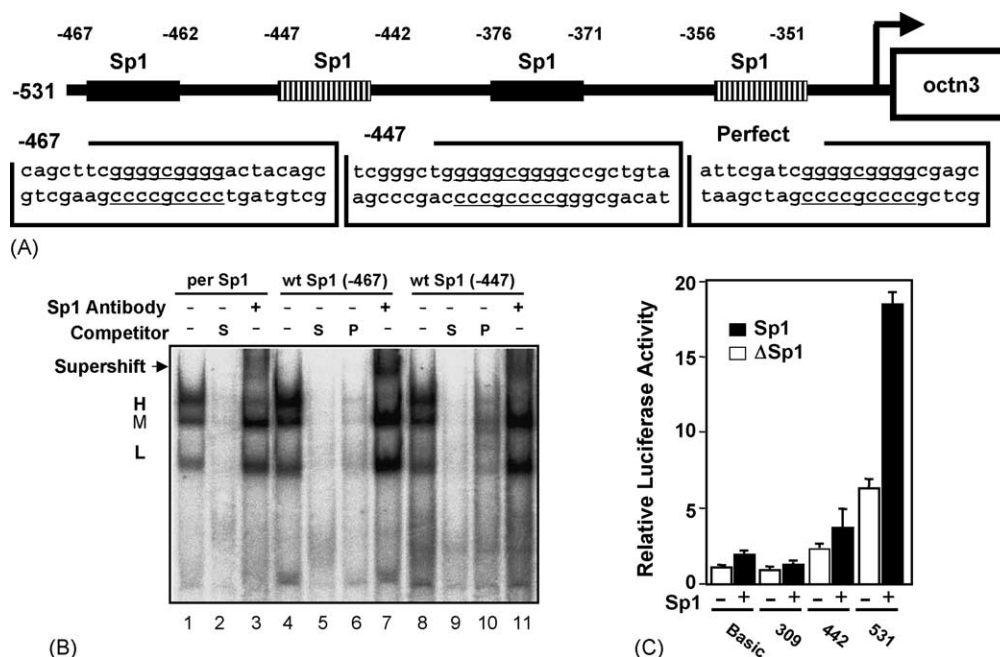 -467 -462 -447 -442 -376 -371 -356 -351
Sp1 Sp1 Sp1 Sp1
-531 octn3
-467 -447 Perfect
cagcttcggggcggggactacagc tcgggctgggggcggggccgctgta attcgatcggggcggggcgagc
gtcgaagccccgccccctgatgtcg agcccgacccccgccccgggcgacat taagctagccccgccccgctcg
(A)
per Sp1 wt Sp1 (-467) wt Sp1 (-447)
Sp1 Antibody – – + – – – + – – – +
Competitor – S – – S P – – S P –
Supershift
H
M
L
1 2 3 4 5 6 7 8 9 10 11
(B)
Relative Luciferase Activity
20
15
10
5
0
Sp1
ΔSp1
Sp1 – + – + – + – +
Basic 309 442 531
(C)